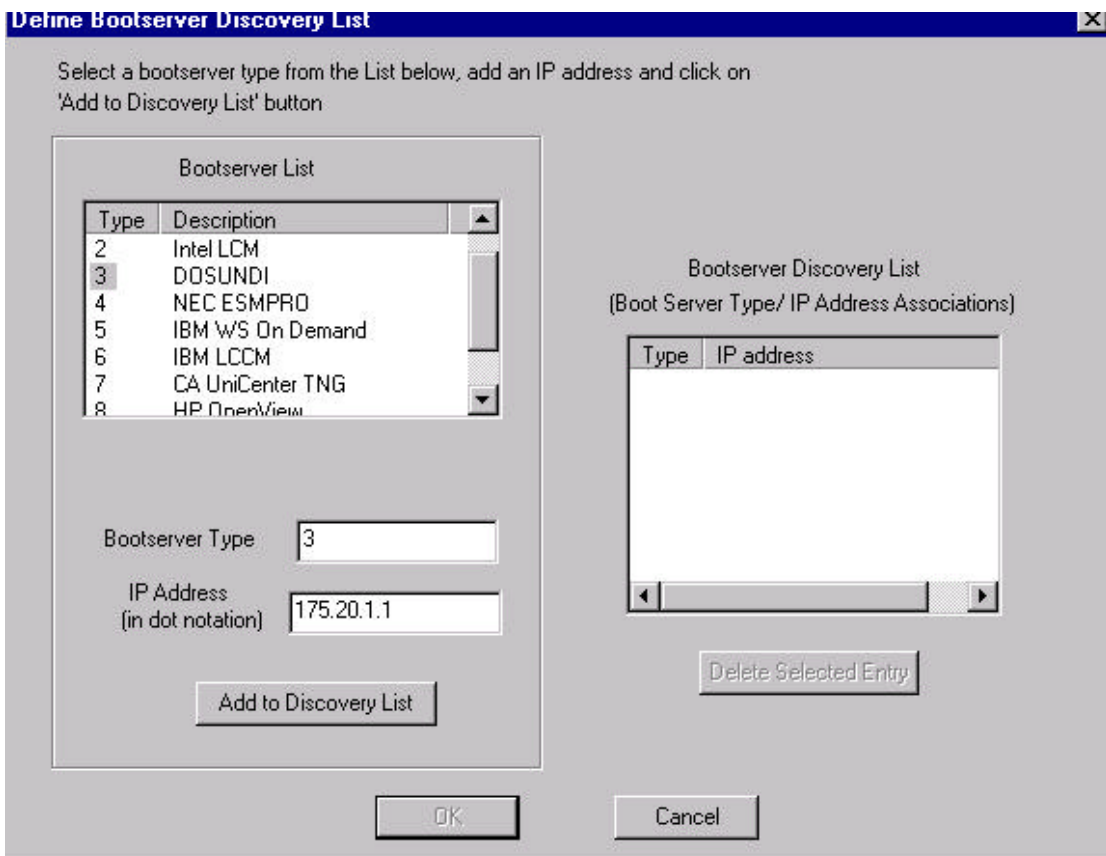 Define Bootserver Discovery List
Select a bootserver type from the List below, add an IP address and click on
'Add to Discovery List' button
Bootserver List
Type Description
2 Intel LCM
3 DOSUNDI
4 NEC ESMPRO
5 IBM WS On Demand
6 IBM LCCM
7 CA UniCenter TNG
8 HP OpenView
Bootserver Type 3
IP Address
(in dot notation) 175.20.1.1
Add to Discovery List
Bootserver Discovery List
(Boot Server Type/ IP Address Associations)
Type IP address
Delete Selected Entry
OK
Cancel